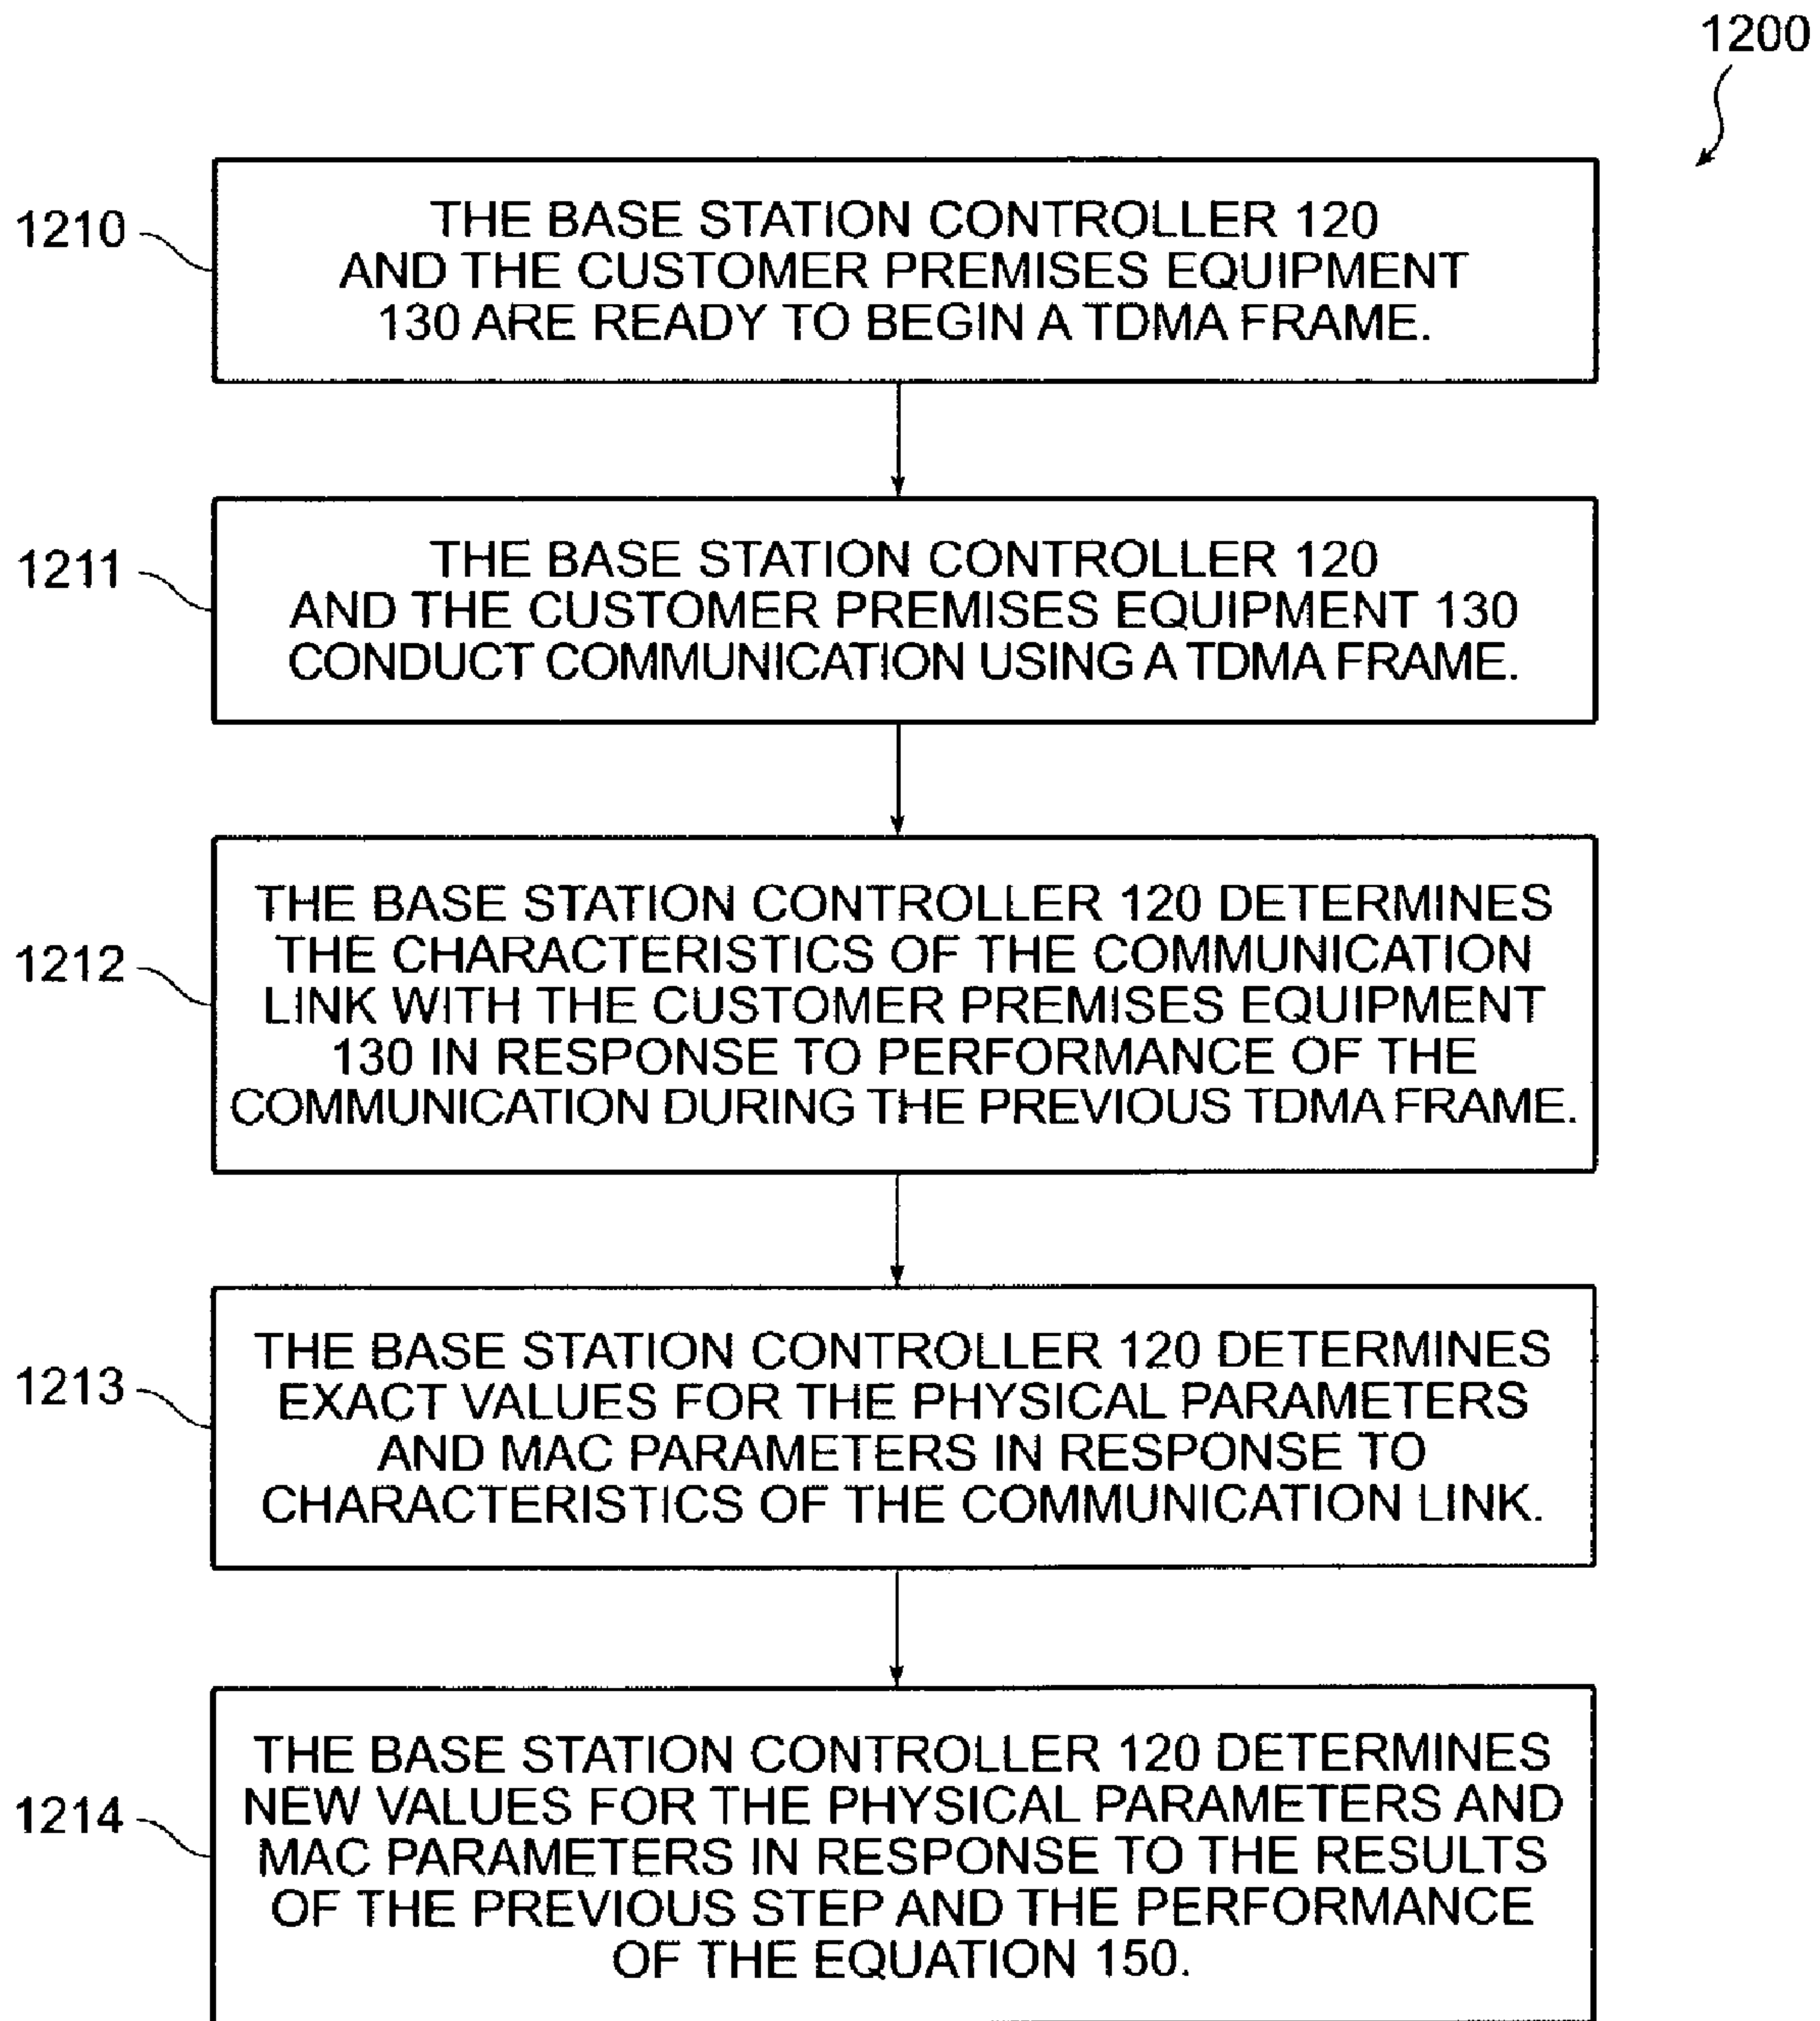 1200
1210
THE BASE STATION CONTROLLER 120
AND THE CUSTOMER PREMISES EQUIPMENT
130 ARE READY TO BEGIN A TDMA FRAME.
1211
THE BASE STATION CONTROLLER 120
AND THE CUSTOMER PREMISES EQUIPMENT 130
CONDUCT COMMUNICATION USING A TDMA FRAME.
1212
THE BASE STATION CONTROLLER 120 DETERMINES
THE CHARACTERISTICS OF THE COMMUNICATION
LINK WITH THE CUSTOMER PREMISES EQUIPMENT
130 IN RESPONSE TO PERFORMANCE OF THE
COMMUNICATION DURING THE PREVIOUS TDMA FRAME.
1213
THE BASE STATION CONTROLLER 120 DETERMINES
EXACT VALUES FOR THE PHYSICAL PARAMETERS
AND MAC PARAMETERS IN RESPONSE TO
CHARACTERISTICS OF THE COMMUNICATION LINK.
1214
THE BASE STATION CONTROLLER 120 DETERMINES
NEW VALUES FOR THE PHYSICAL PARAMETERS AND
MAC PARAMETERS IN RESPONSE TO THE RESULTS
OF THE PREVIOUS STEP AND THE PERFORMANCE
OF THE EQUATION 150.